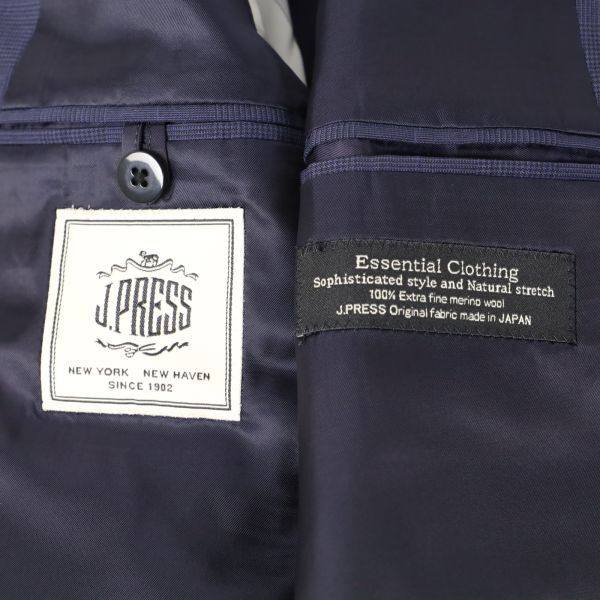 J.PRESS
NEW YORK NEW HAVEN
SINCE 1902
Essential Clothing
Sophisticated style and Natural stretch
100% Extra fine merino wool
J.PRESS Original fabric made in JAPAN